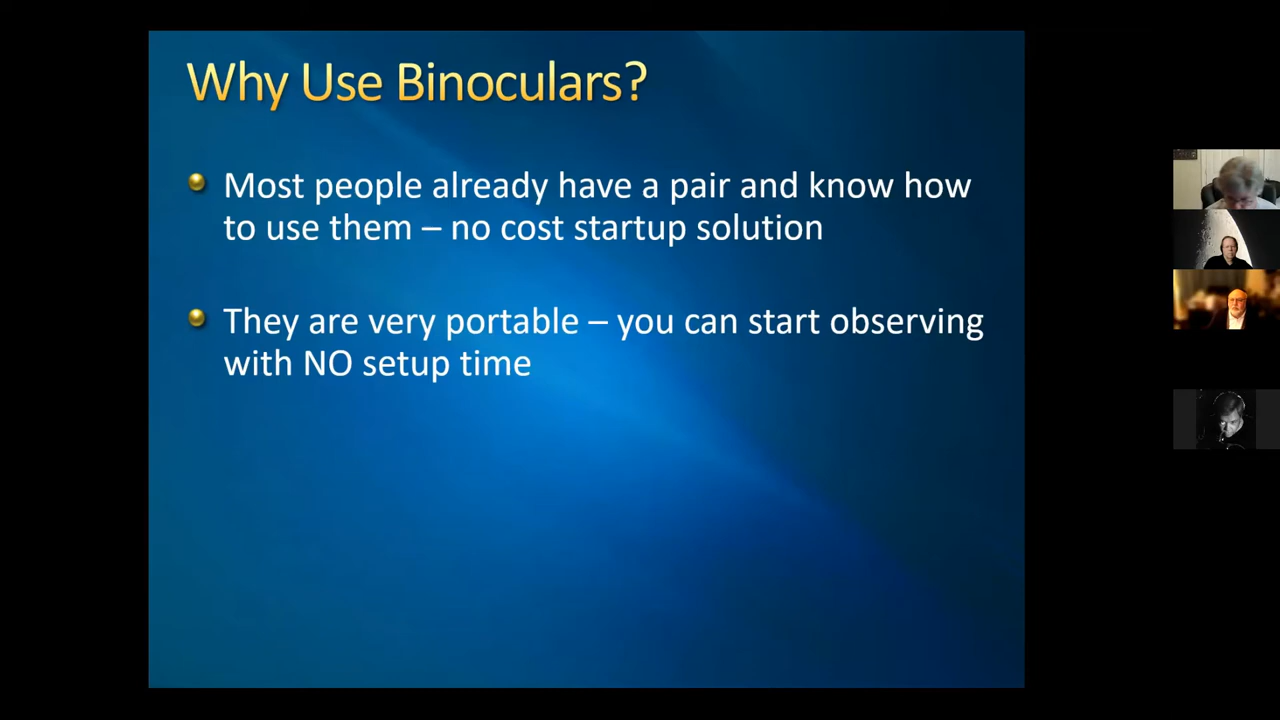 Why Use Binoculars?
Most people already have a pair and know how
to use them – no cost startup solution
They are very portable – you can start observing
with NO setup time